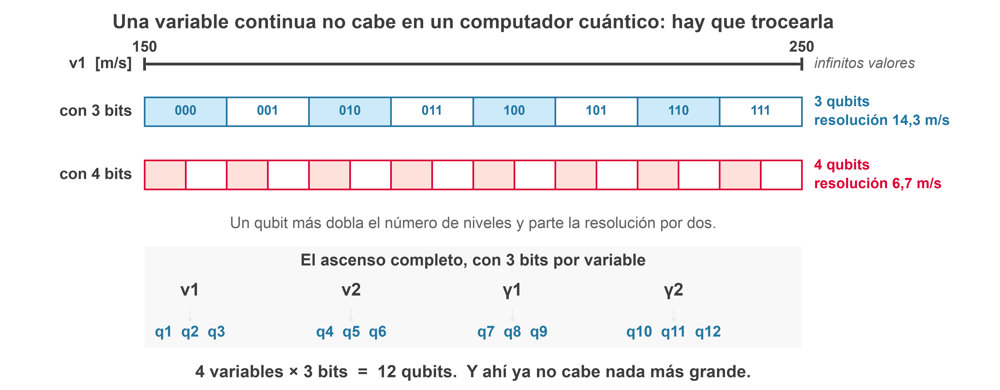 Una variable continua no cabe en un computador cuántico: hay que trocearla
150
250
v1 [m/s]
infinitos valores
con 3 bits
000
001
010
011
100
101
110
111
3 qubits
resolución 14,3 m/s
con 4 bits
4 qubits
resolución 6,7 m/s
Un qubit más dobla el número de niveles y parte la resolución por dos.
El ascenso completo, con 3 bits por variable
v1
v2
γ1
γ2
↓
↓
↓
↓
q1 q2 q3
q4 q5 q6
q7 q8 q9
q10 q11 q12
4 variables × 3 bits = 12 qubits. Y ahí ya no cabe nada más grande.